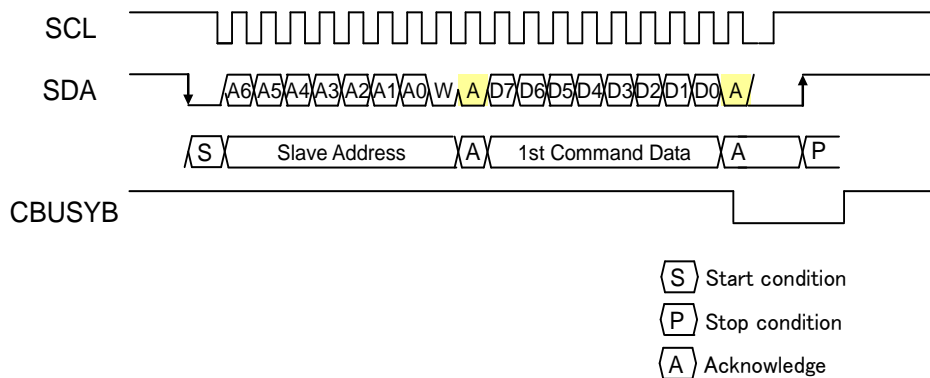 SCL
SDA A6 A5 A4 A3 A2 A1 A0 W A D7 D6 D5 D4 D3 D2 D1 D0 A
S Slave Address A 1st Command Data A P
CBUSYB
S Start condition
P Stop condition
A Acknowledge